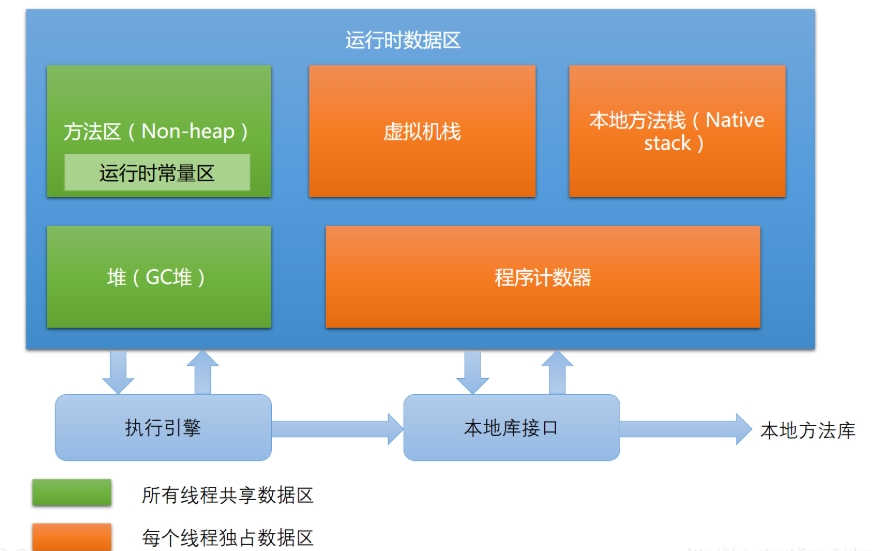 运行时数据区
方法区（Non-heap）
运行时常量区
虚拟机栈
本地方法栈（Native
stack）
堆（GC堆）
程序计数器
执行引擎
本地库接口
本地方法库
所有线程共享数据区
每个线程独占数据区